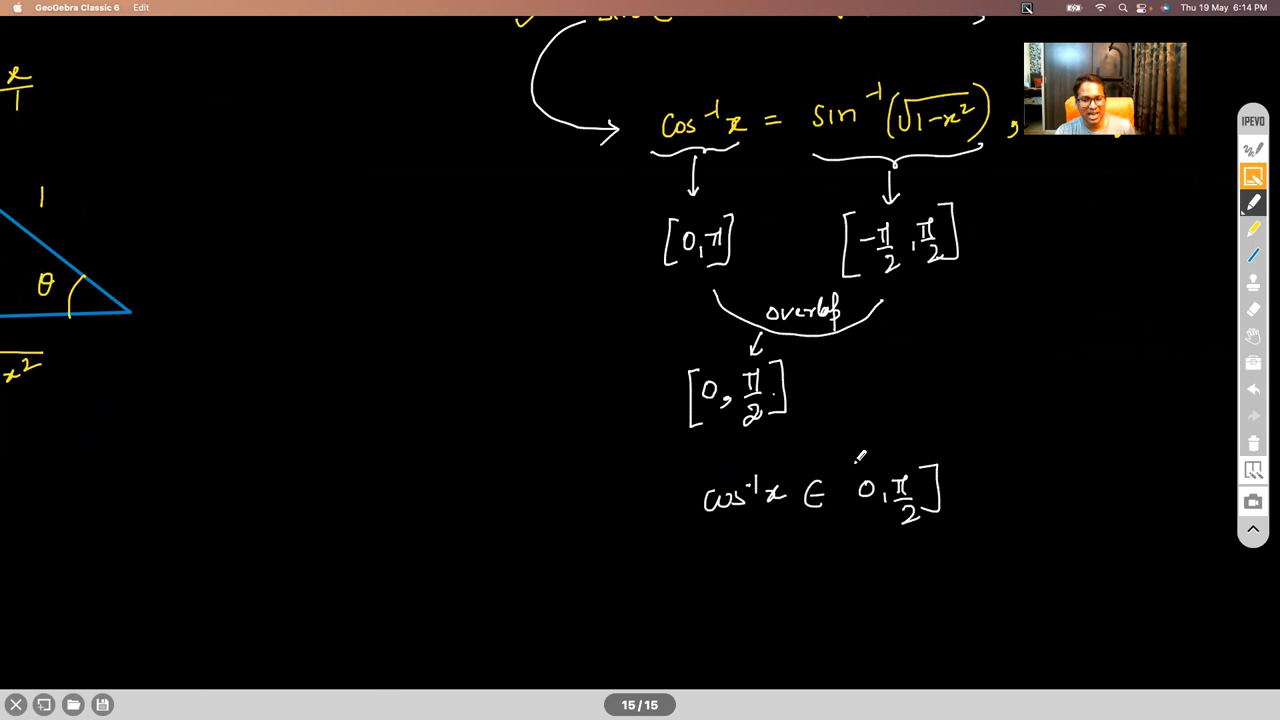 GeoGebra Classic 6 Edit Thu 19 May 6:14 PM
x/1
cos⁻¹x = sin⁻¹(√1-x²),
IPEVO
1
[0,π] [-π/2,π/2]
θ
overlap
x²
[0,π/2]
cos⁻¹x ∈ 0,π/2]
15/15